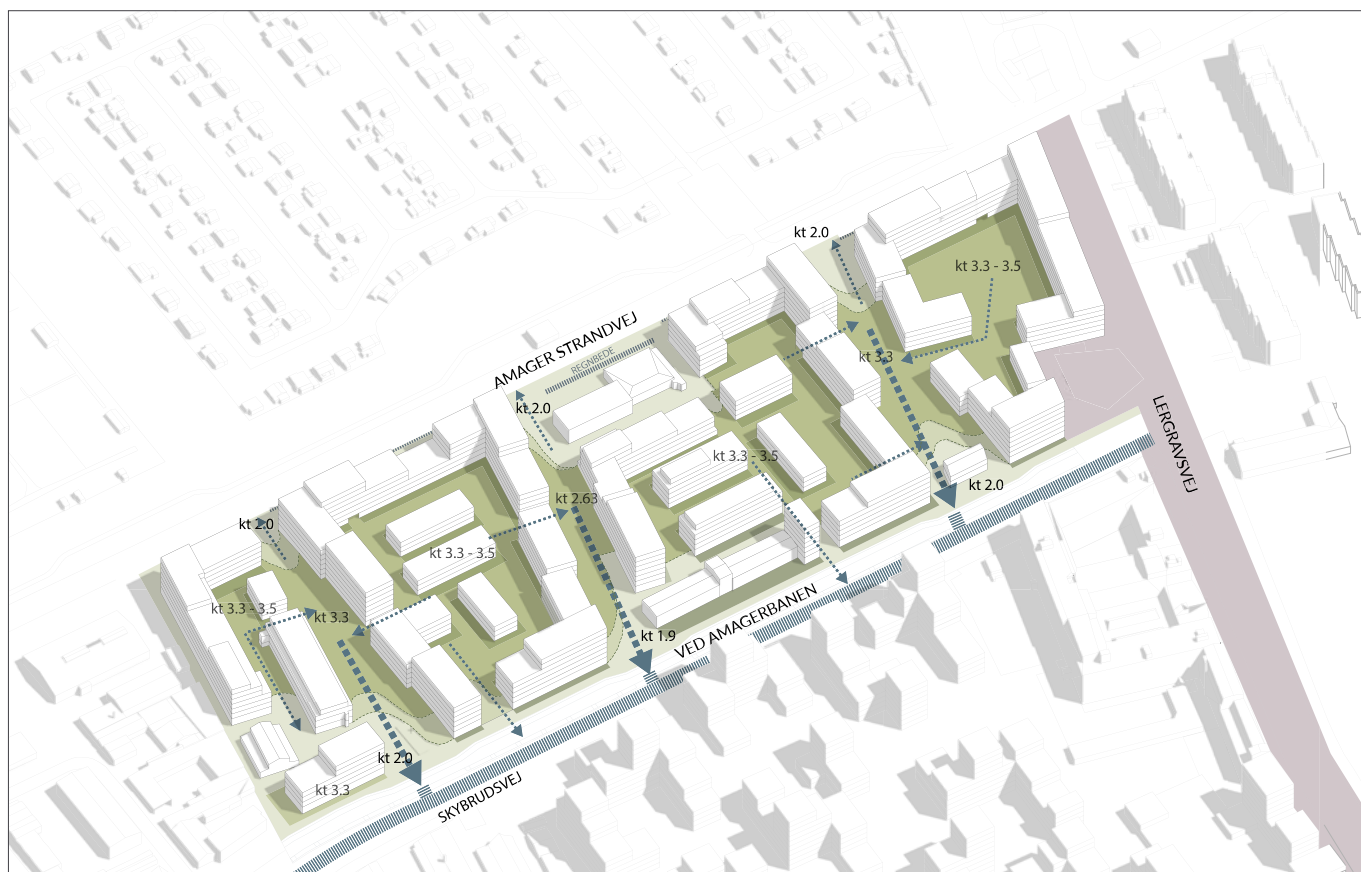 kt 2.0
kt 3.3 - 3.5
AMAGER STRANDVEJ
REGNBEDE
kt 3.3
kt 2.0
LERGRAVSVEJ
kt 3.3 - 3.5
kt 2.0
kt 2.63
kt 2.0
kt 3.3 - 3.5
kt 3.3 - 3.5
kt 3.3
kt 1.9
VED AMAGERBANEN
kt 2.0
kt 3.3
SKYBRUDSVEJ